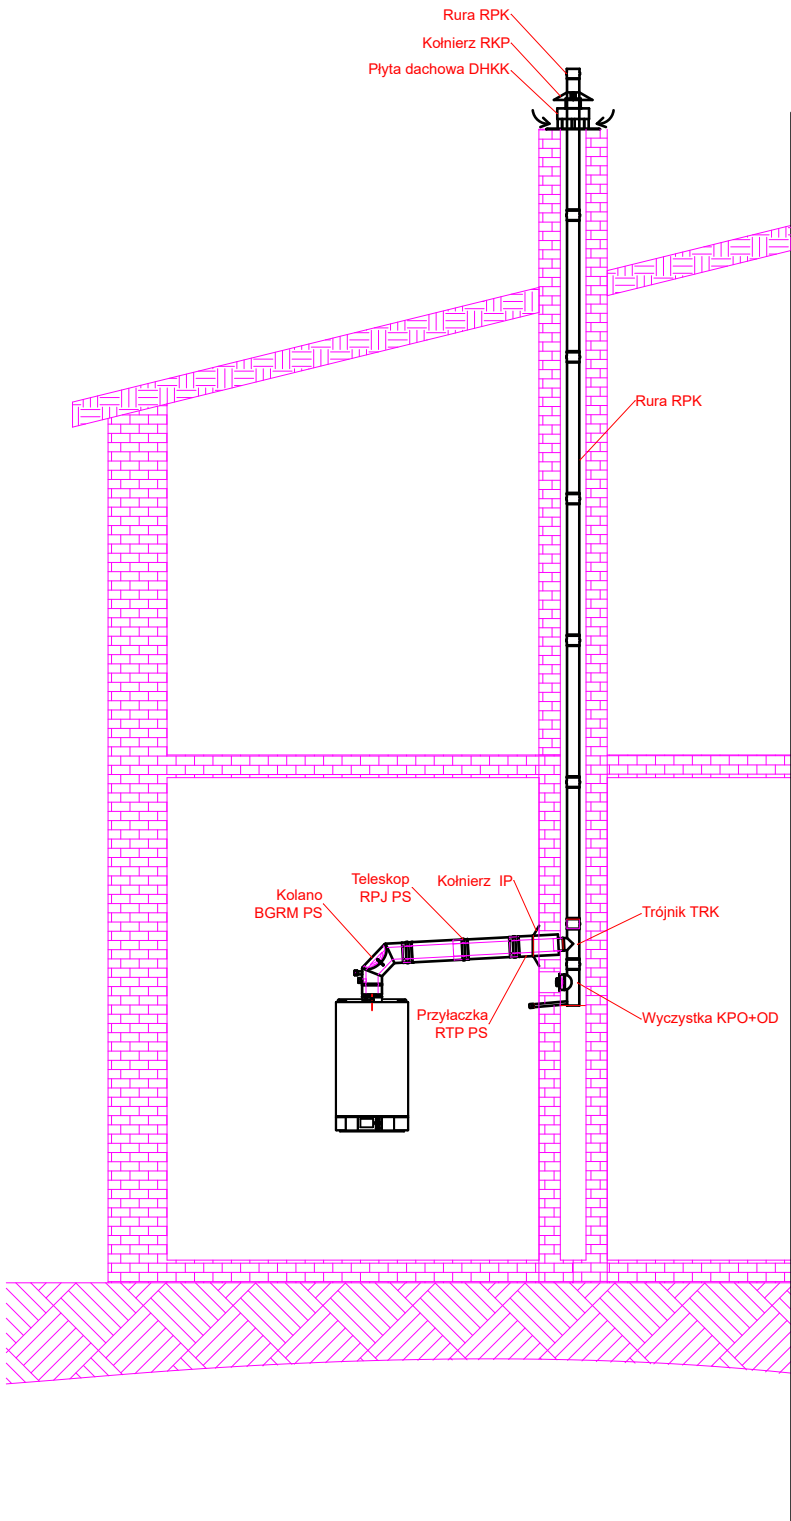 Rura RPK
Kołnierz RKP
Płyta dachowa DHKK
Rura RPK
Teleskop
RPJ PS
Kołnierz IP
Kolano
BGRM PS
Trójnik TRK
Przyłaczka
RTP PS
Wyczystka KPO+OD